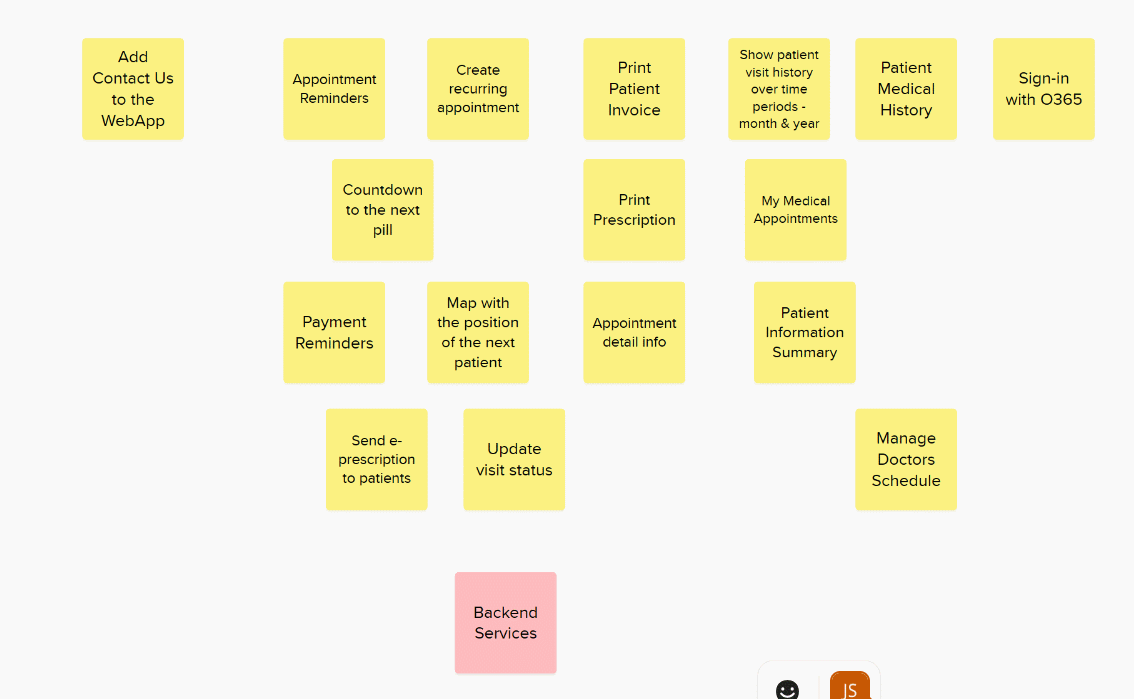 Add
Contact Us
to the
WebApp
Appointment
Reminders
Create
recurring
appointment
Print
Patient
Invoice
Show patient
visit history
over time
periods -
month & year
Patient
Medical
History
Sign-in
with O365
Countdown
to the next
pill
Print
Prescription
My Medical
Appointments
Payment
Reminders
Map with
the position
of the next
patient
Appointment
detail info
Patient
Information
Summary
Send e-
prescription
to patients
Update
visit status
Manage
Doctors
Schedule
Backend
Services
JS